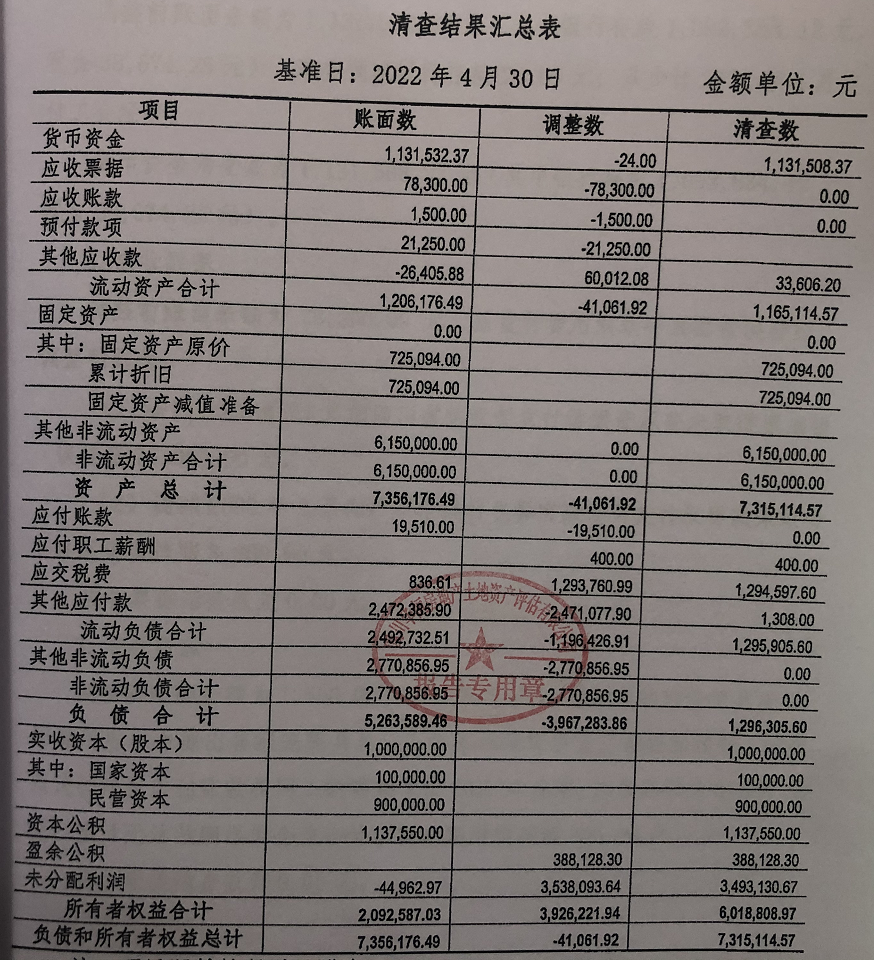 清查结果汇总表
基准日：2022 年 4 月 30 日 金额单位：元
项目 账面数 调整数 清查数
货币资金 1,131,532.37 -24.00 1,131,508.37
应收票据 78,300.00 -78,300.00 0.00
应收账款 1,500.00 -1,500.00 0.00
预付款项 21,250.00 -21,250.00
其他应收款 -26,405.88 60,012.08 33,606.20
流动资产合计 1,206,176.49 -41,061.92 1,165,114.57
固定资产 0.00 0.00
其中：固定资产原价 725,094.00 725,094.00
累计折旧 725,094.00 725,094.00
固定资产减值准备
其他非流动资产 6,150,000.00 0.00 6,150,000.00
非流动资产合计 6,150,000.00 0.00 6,150,000.00
资 产 总 计 7,356,176.49 -41,061.92 7,315,114.57
应付账款 19,510.00 -19,510.00 0.00
应付职工薪酬 400.00 400.00
应交税费 836.61 1,293,760.99 1,294,597.60
其他应付款 2,472,385.90 -2,471,077.90 1,308.00
流动负债合计 2,492,732.51 -1,196,426.91 1,295,905.60
其他非流动负债 2,770,856.95 -2,770,856.95 0.00
非流动负债合计 2,770,856.95 -2,770,856.95 0.00
负 债 合 计 5,263,589.46 -3,967,283.86 1,296,305.60
实收资本（股本） 1,000,000.00 1,000,000.00
其中：国家资本 100,000.00 100,000.00
民营资本 900,000.00 900,000.00
资本公积 1,137,550.00 1,137,550.00
盈余公积 388,128.30 388,128.30
未分配利润 -44,962.97 3,538,093.64 3,493,130.67
所有者权益合计 2,092,587.03 3,926,221.94 6,018,808.97
负债和所有者权益总计 7,356,176.49 -41,061.92 7,315,114.57
房地产土地资产评估有限公司
报告专用章